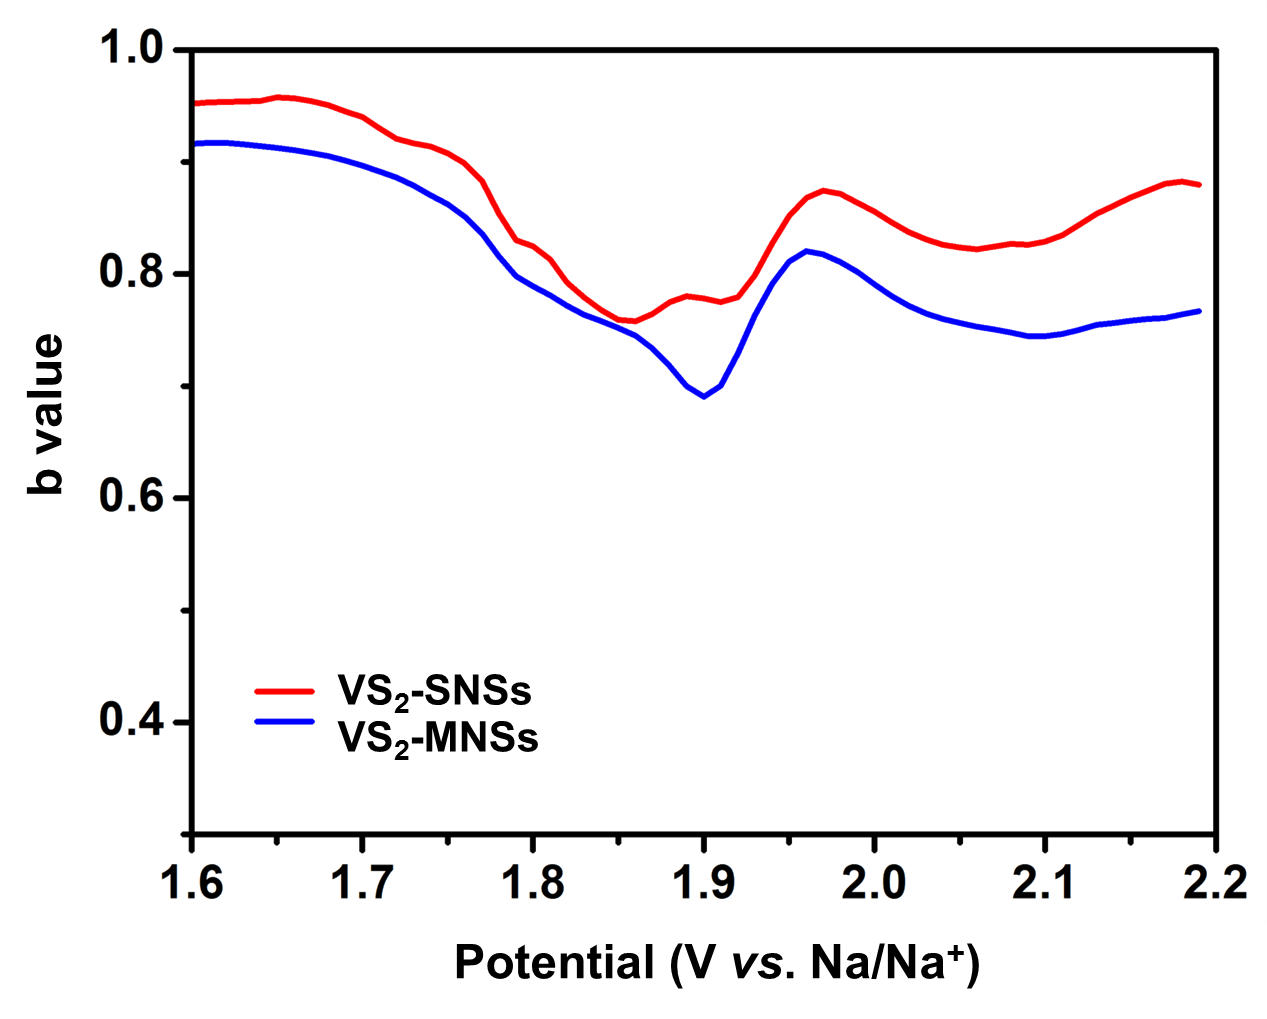 1.0
0.8
0.6
0.4
b value
VS₂-SNSs
VS₂-MNSs
1.6 1.7 1.8 1.9 2.0 2.1 2.2
Potential (V vs. Na/Na⁺)